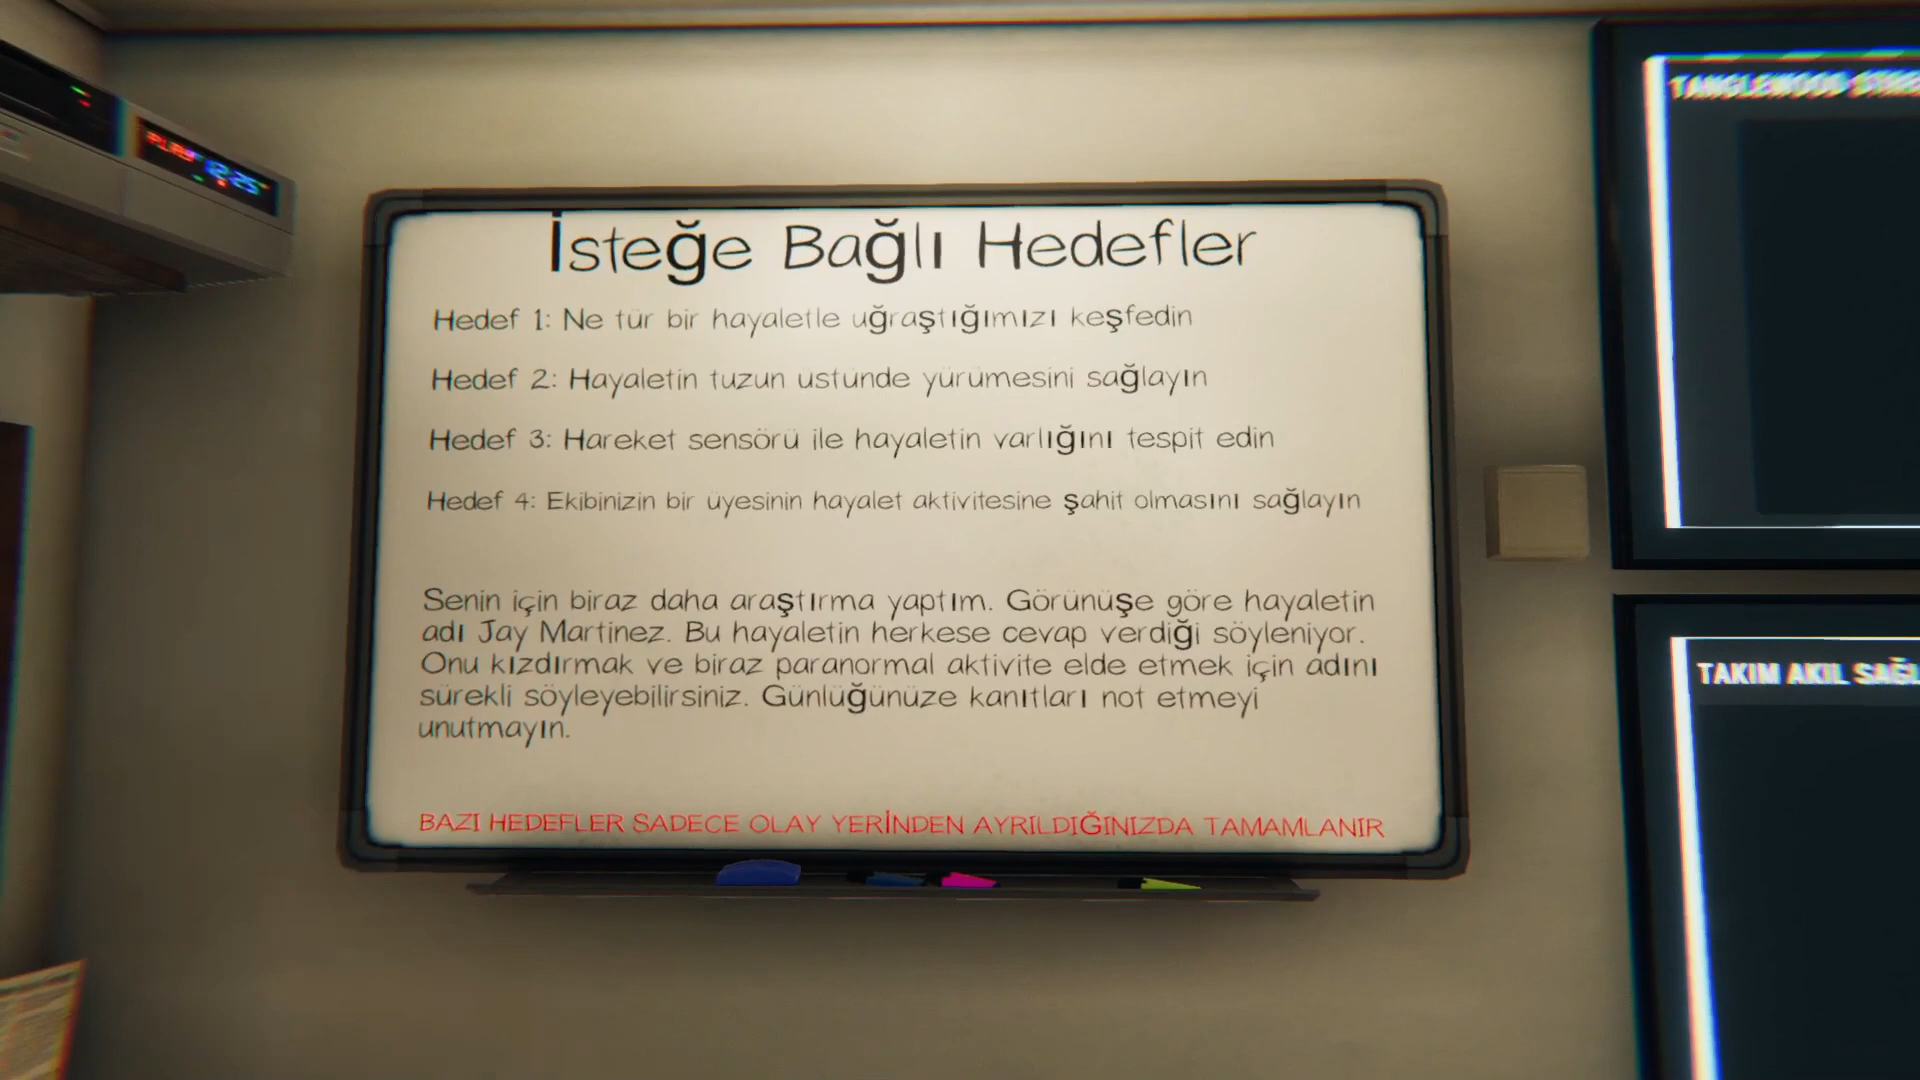 İsteğe Bağlı Hedefler
Hedef 1: Ne tür bir hayaletle uğraştığımızı keşfedin
Hedef 2: Hayaletin tuzun üstünde yürümesini sağlayın
Hedef 3: Hareket sensörü ile hayaletin varlığını tespit edin
Hedef 4: Ekibinizin bir üyesinin hayalet aktivitesine şahit olmasını sağlayın
Senin için biraz daha araştırma yaptım. Görünüşe göre hayaletin
adı Jay Martinez. Bu hayaletin herkese cevap verdiği söyleniyor.
Onu kızdırmak ve biraz paranormal aktivite elde etmek için adını
sürekli söyleyebilirsiniz. Günlüğünüze kanıtları not etmeyi
unutmayın.
BAZI HEDEFLER SADECE OLAY YERİNDEN AYRILDIĞINIZDA TAMAMLANIR
12:25
TANGLEWOOD
TAKIM AKIL